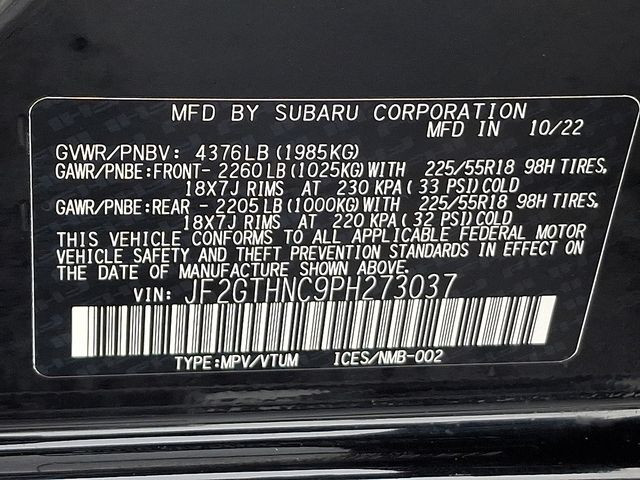 MFD BY SUBARU CORPORATION
MFD IN 10/22
GVWR/PNBV: 4376LB (1985KG)
GAWR/PNBE:FRONT- 2260 LB (1025KG) WITH 225/55R18 98H TIRES,
18X7J RIMS AT 230 KPA ( 33 PSI) COLD
GAWR/PNBE:REAR - 2205 LB (1000KG) WITH 225/55R18 98H TIRES,
18X7J RIMS AT 220 KPA ( 32 PSI) COLD
THIS VEHICLE CONFORMS TO ALL APPLICABLE FEDERAL MOTOR
VEHICLE SAFETY AND THEFT PREVENTION STANDARDS IN EFFECT ON
THE DATE OF MANUFACTURE SHOWN ABOVE.
VIN: JF2GTHNC9PH273037
TYPE:MPV/VTUM ICES/NMB-002